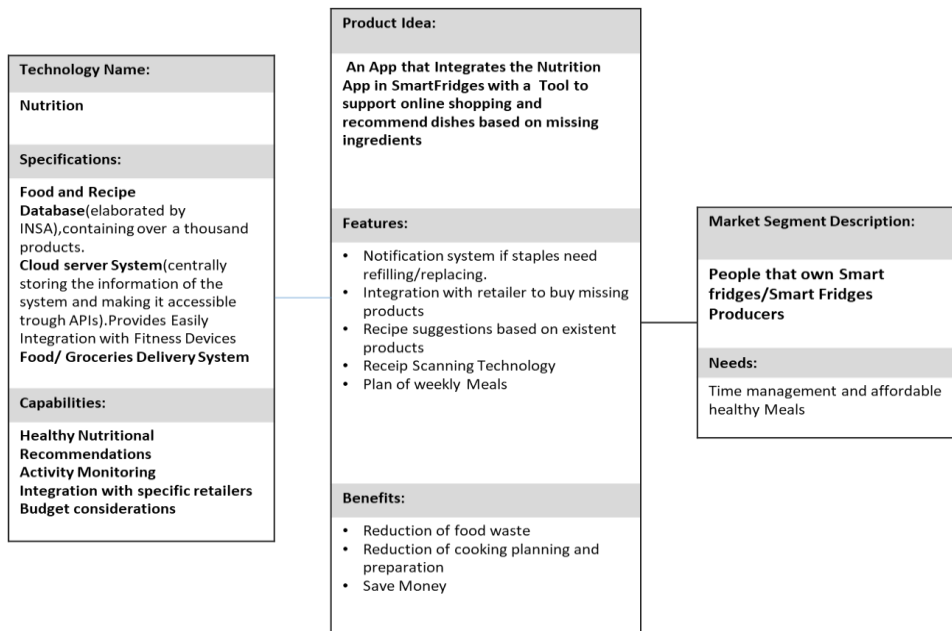 Technology Name:
Nutrition
Specifications:
Food and Recipe
Database(elaborated by
INSA),containing over a thousand
products.
Cloud server System(centrally
storing the information of the
system and making it accessible
trough APIs).Provides Easily
Integration with Fitness Devices
Food/ Groceries Delivery System
Capabilities:
Healthy Nutritional
Recommendations
Activity Monitoring
Integration with specific retailers
Budget considerations
Product Idea:
An App that Integrates the Nutrition
App in SmartFridges with a Tool to
support online shopping and
recommend dishes based on missing
ingredients
Features:
• Notification system if staples need
refilling/replacing.
• Integration with retailer to buy missing
products
• Recipe suggestions based on existent
products
• Receip Scanning Technology
• Plan of weekly Meals
Benefits:
• Reduction of food waste
• Reduction of cooking planning and
preparation
• Save Money
Market Segment Description:
People that own Smart
fridges/Smart Fridges
Producers
Needs:
Time management and affordable
healthy Meals